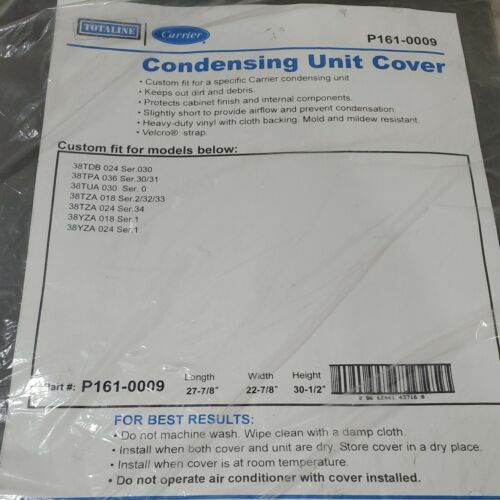 TOTALINE
Carrier
P161-0009
Condensing Unit Cover
• Custom fit for a specific Carrier condensing unit
• Keeps out dirt and debris.
• Protects cabinet finish and internal components.
• Slightly short to provide airflow and prevent condensation.
• Heavy-duty vinyl with cloth backing. Mold and mildew resistant.
• Velcro® strap.
Custom fit for models below:
38TDB 024 Ser.030
38TPA 036 Ser.30/31
38TUA 030 Ser. 0
38TZA 018 Ser.2/32/33
38TZA 024 Ser.34
38YZA 018 Ser.1
38YZA 024 Ser.1
Part #: P161-0009
Length Width Height
27-7/8" 22-7/8" 30-1/2"
FOR BEST RESULTS:
• Do not machine wash. Wipe clean with a damp cloth.
• Install when both cover and unit are dry. Store cover in a dry place.
• Install when cover is at room temperature.
• Do not operate air conditioner with cover installed.